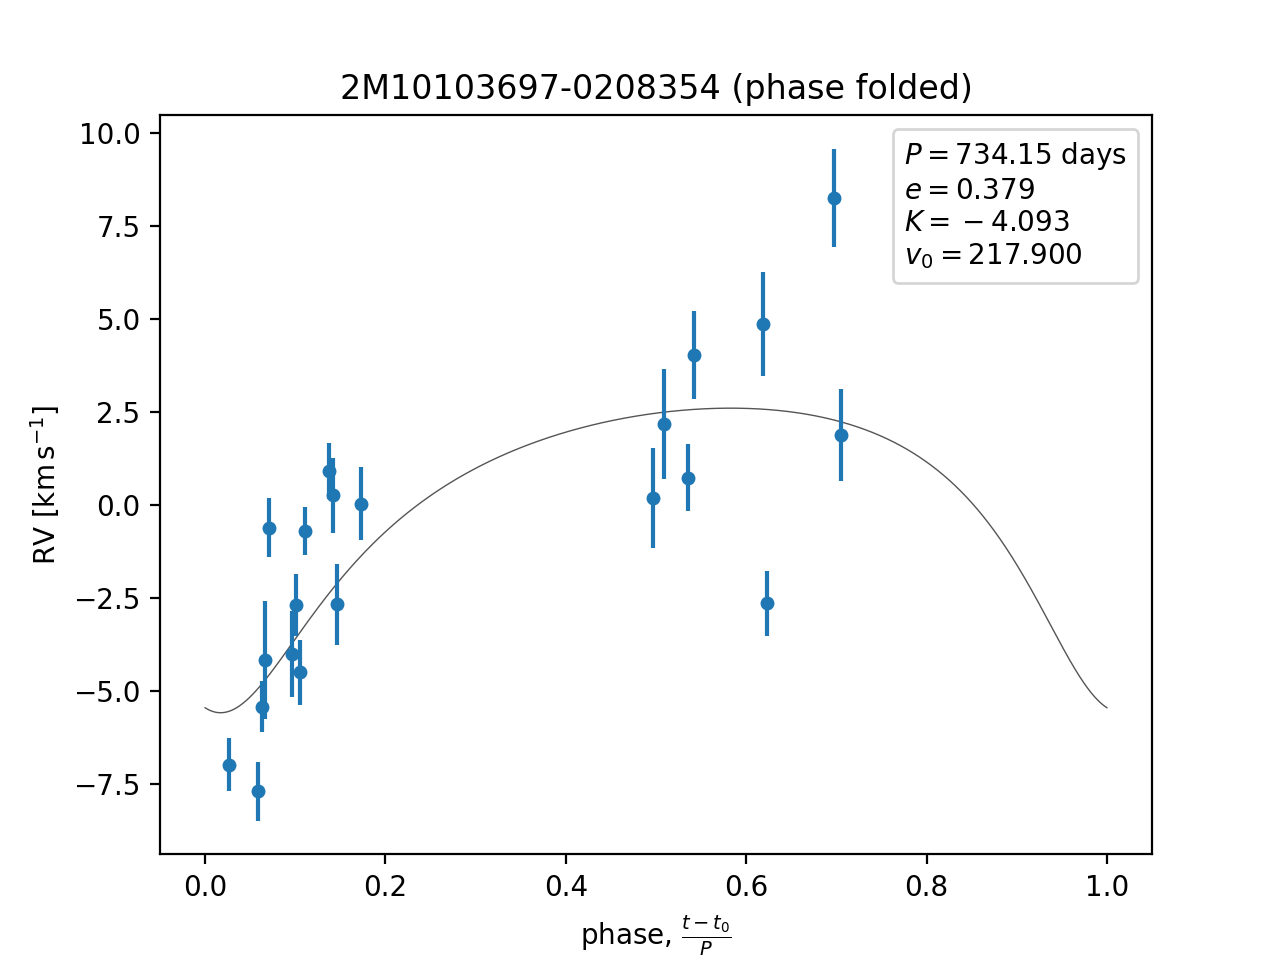 2M10103697-0208354 (phase folded)
P = 734.15 days
e = 0.379
K = −4.093
v₀ = 217.900
10.0
7.5
5.0
2.5
0.0
−2.5
−5.0
−7.5
RV [km s⁻¹]
0.0 0.2 0.4 0.6 0.8 1.0
phase, (t − t₀)/P